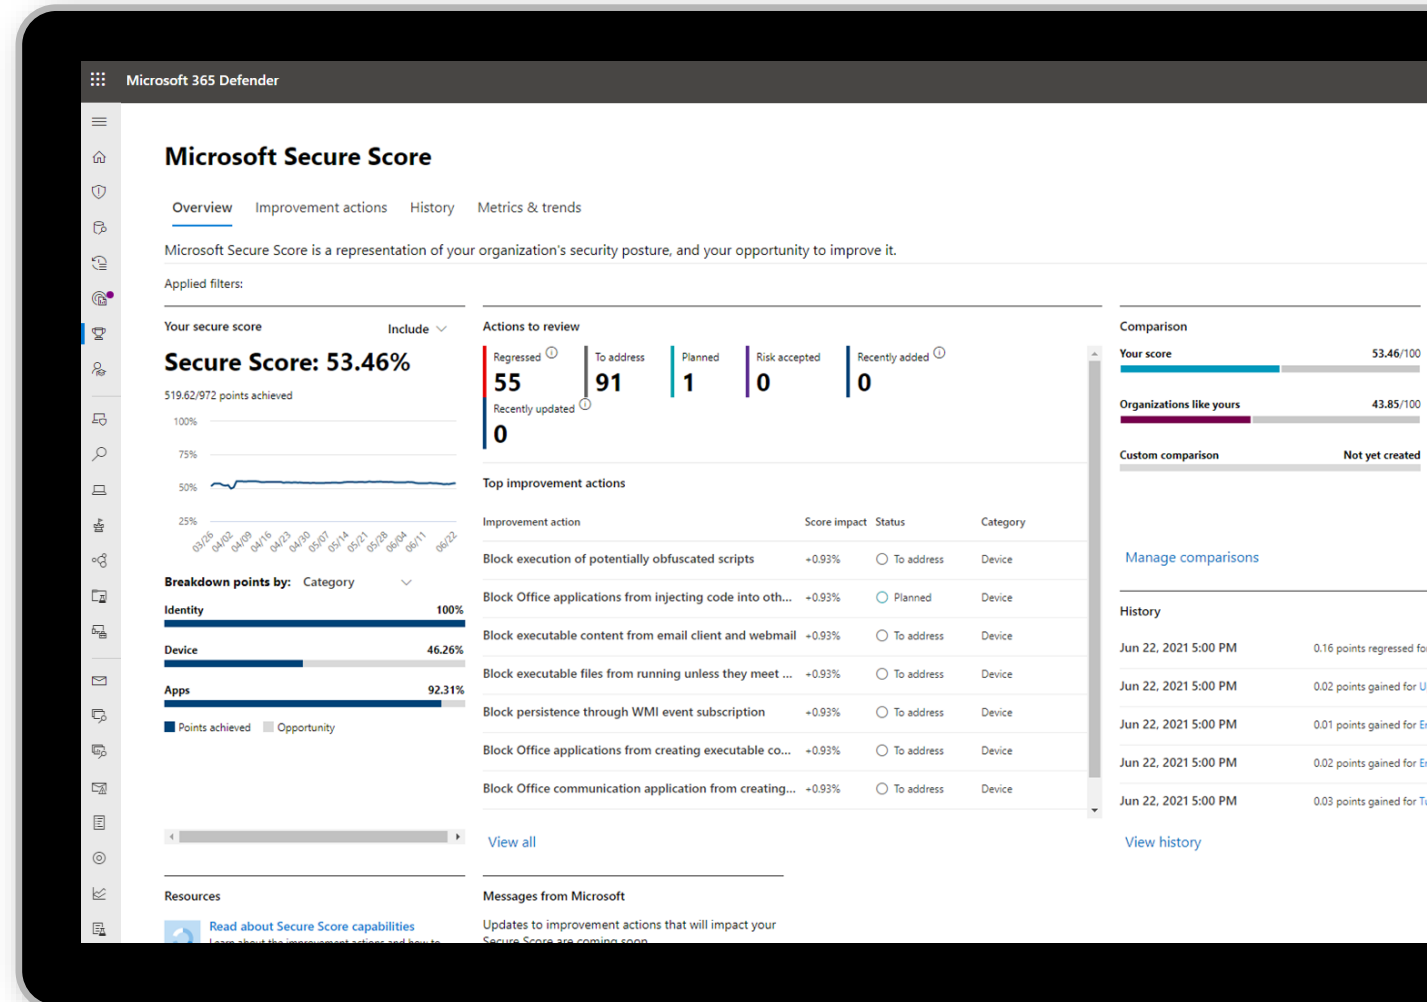 Microsoft 365 Defender
Microsoft Secure Score
Overview Improvement actions History Metrics & trends
Microsoft Secure Score is a representation of your organization's security posture, and your opportunity to improve it.
Applied filters:
Your secure score Include
Secure Score: 53.46%
519.62/972 points achieved
100%
75%
50%
25%
03/26 04/02 04/09 04/16 04/23 04/30 05/07 05/14 05/21 05/28 06/04 06/11 06/22
Breakdown points by: Category
Identity 100%
Device 46.26%
Apps 92.31%
Points achieved Opportunity
Actions to review
Regressed To address Planned Risk accepted Recently added
55 91 1 0 0
Recently updated
0
Top improvement actions
Improvement action Score impact Status Category
Block execution of potentially obfuscated scripts +0.93% To address Device
Block Office applications from injecting code into oth... +0.93% Planned Device
Block executable content from email client and webmail +0.93% To address Device
Block executable files from running unless they meet ... +0.93% To address Device
Block persistence through WMI event subscription +0.93% To address Device
Block Office applications from creating executable co... +0.93% To address Device
Block Office communication application from creating... +0.93% To address Device
View all
Comparison
Your score 53.46/100
Organizations like yours 43.85/100
Custom comparison Not yet created
Manage comparisons
History
Jun 22, 2021 5:00 PM 0.16 points regressed for
Jun 22, 2021 5:00 PM 0.02 points gained for U
Jun 22, 2021 5:00 PM 0.01 points gained for
Jun 22, 2021 5:00 PM 0.02 points gained for
Jun 22, 2021 5:00 PM 0.03 points gained for
View history
Resources
Read about Secure Score capabilities
Learn about the improvement actions and how to
Messages from Microsoft
Updates to improvement actions that will impact your
Secure Score are coming soon